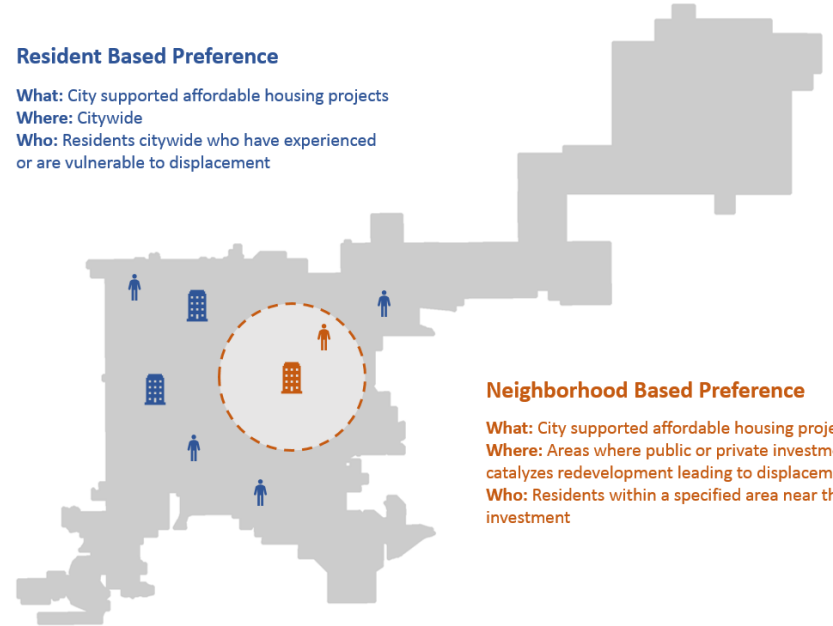 Resident Based Preference
What: City supported affordable housing projects
Where: Citywide
Who: Residents citywide who have experienced
or are vulnerable to displacement
Neighborhood Based Preference
What: City supported affordable housing
Where: Areas where public or private
catalyzes redevelopment leading to
Who: Residents within a specified area near
investment